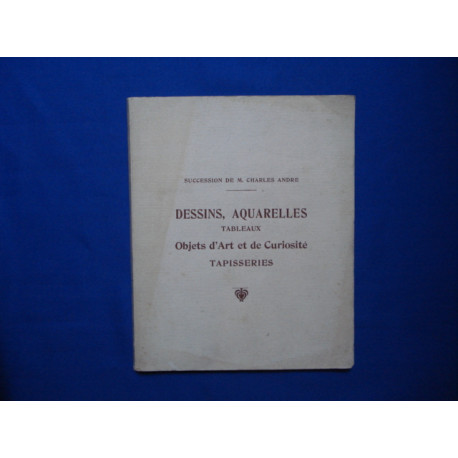 SUCCESSION DE M. CHARLES ANDRÉ
DESSINS, AQUARELLES
TABLEAUX
Objets d'Art et de Curiosité
TAPISSERIES